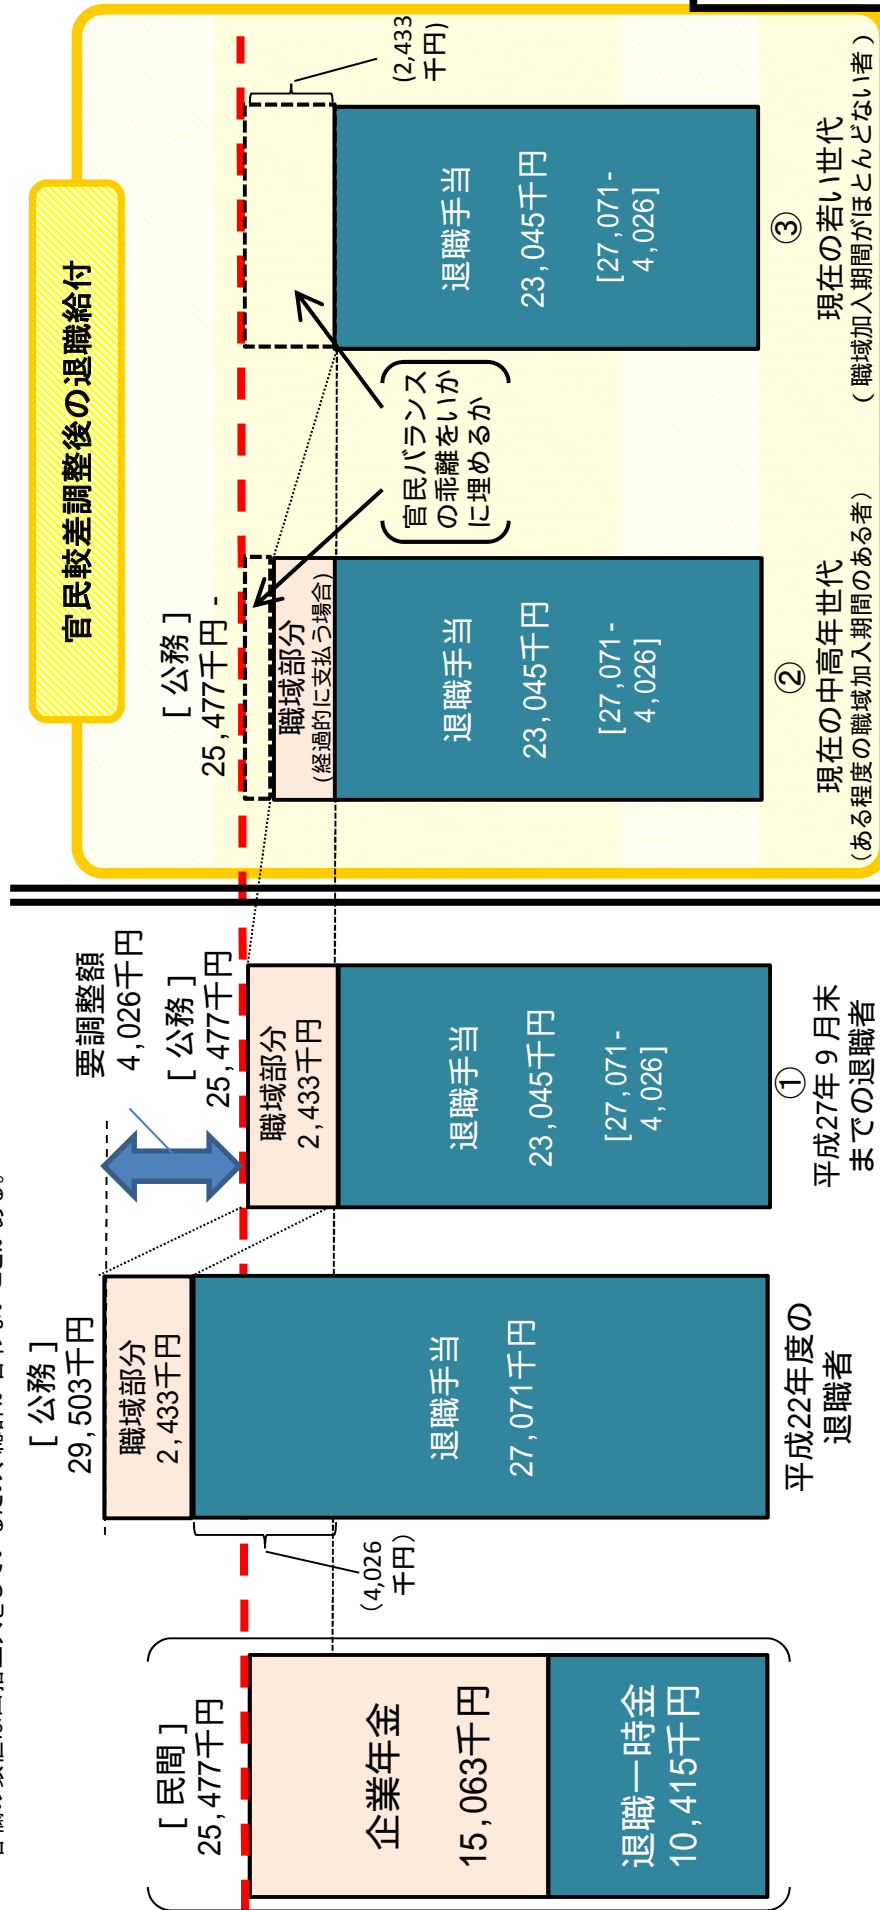 官民較差調整後の退職給付
[ 民間 ]
25,477千円
企業年金
15,063千円
退職一時金
10,415千円
(4,026
千円)
[ 公務 ]
29,503千円
職域部分
2,433千円
退職手当
27,071千円
平成22年度の
退職者
要調整額
4,026千円
[ 公務 ]
25,477千円
職域部分
2,433千円
退職手当
23,045千円
[27,071-
4,026]
①
平成27年9月末
までの退職者
[ 公務 ]
25,477千円 -
職域部分
(経過的に支払う場合)
退職手当
23,045千円
[27,071-
4,026]
②
現在の中高年世代
(ある程度の職域加入期間のある者)
官民バランス
の乖離をいか
に埋めるか
(2,433
千円)
退職手当
23,045千円
[27,071-
4,026]
③
現在の若い世代
(職域加入期間がほとんどない者)